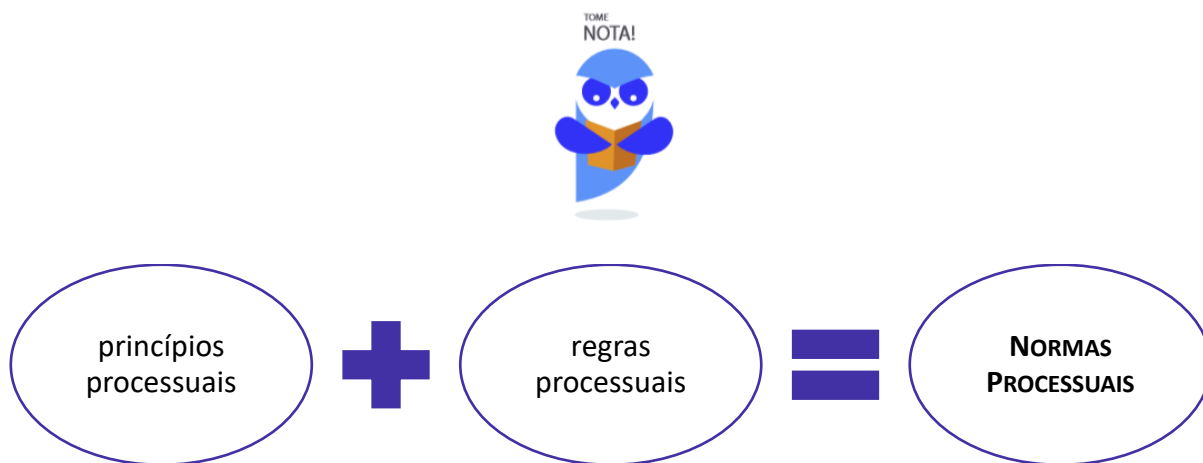 TOME
NOTA!
princípios
processuais
regras
processuais
NORMAS
PROCESSUAIS